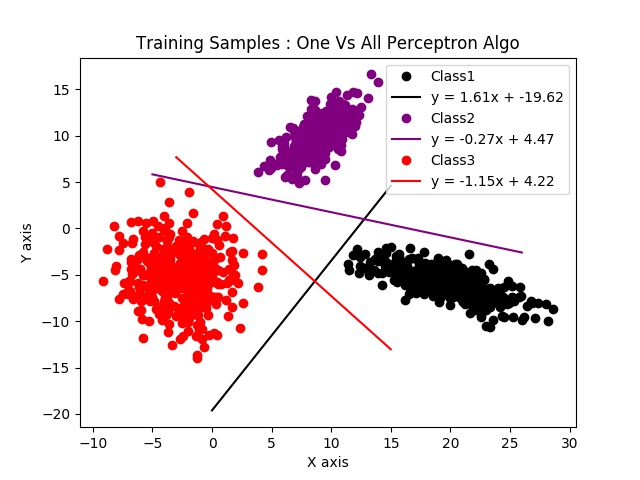 Training Samples : One Vs All Perceptron Algo
Class1
y = 1.61x + -19.62
Class2
y = -0.27x + 4.47
Class3
y = -1.15x + 4.22
15
10
5
0
−5
−10
−15
−20
Y axis
−10 −5 0 5 10 15 20 25 30
X axis